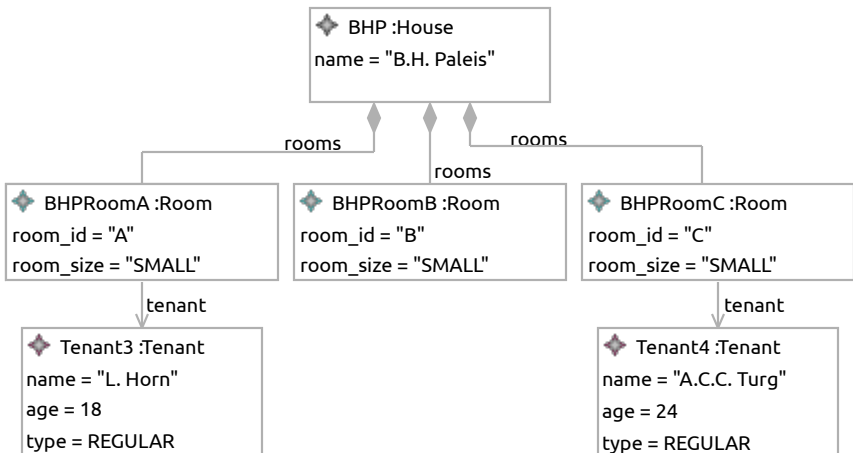 BHP :House
name = "B.H. Paleis"
rooms
rooms
rooms
BHPRoomA :Room
room_id = "A"
room_size = "SMALL"
BHPRoomB :Room
room_id = "B"
room_size = "SMALL"
BHPRoomC :Room
room_id = "C"
room_size = "SMALL"
tenant
tenant
Tenant3 :Tenant
name = "L. Horn"
age = 18
type = REGULAR
Tenant4 :Tenant
name = "A.C.C. Turg"
age = 24
type = REGULAR